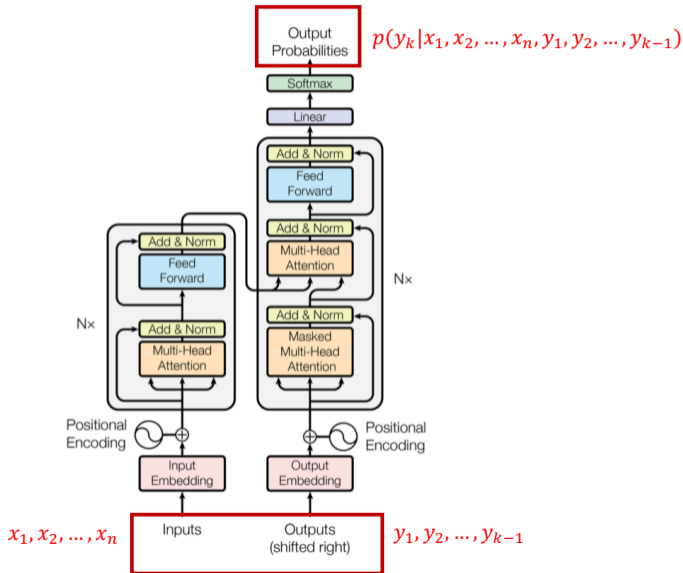 Output
Probabilities
p(y_k|x_1, x_2, ..., x_n, y_1, y_2, ..., y_{k-1})
Softmax
Linear
Add & Norm
Feed
Forward
Add & Norm
Multi-Head
Attention
Add & Norm
Masked
Multi-Head
Attention
N×
Add & Norm
Feed
Forward
Add & Norm
Multi-Head
Attention
N×
Positional
Encoding
Positional
Encoding
Input
Embedding
Output
Embedding
x_1, x_2, ..., x_n
Inputs
Outputs
(shifted right)
y_1, y_2, ..., y_{k-1}